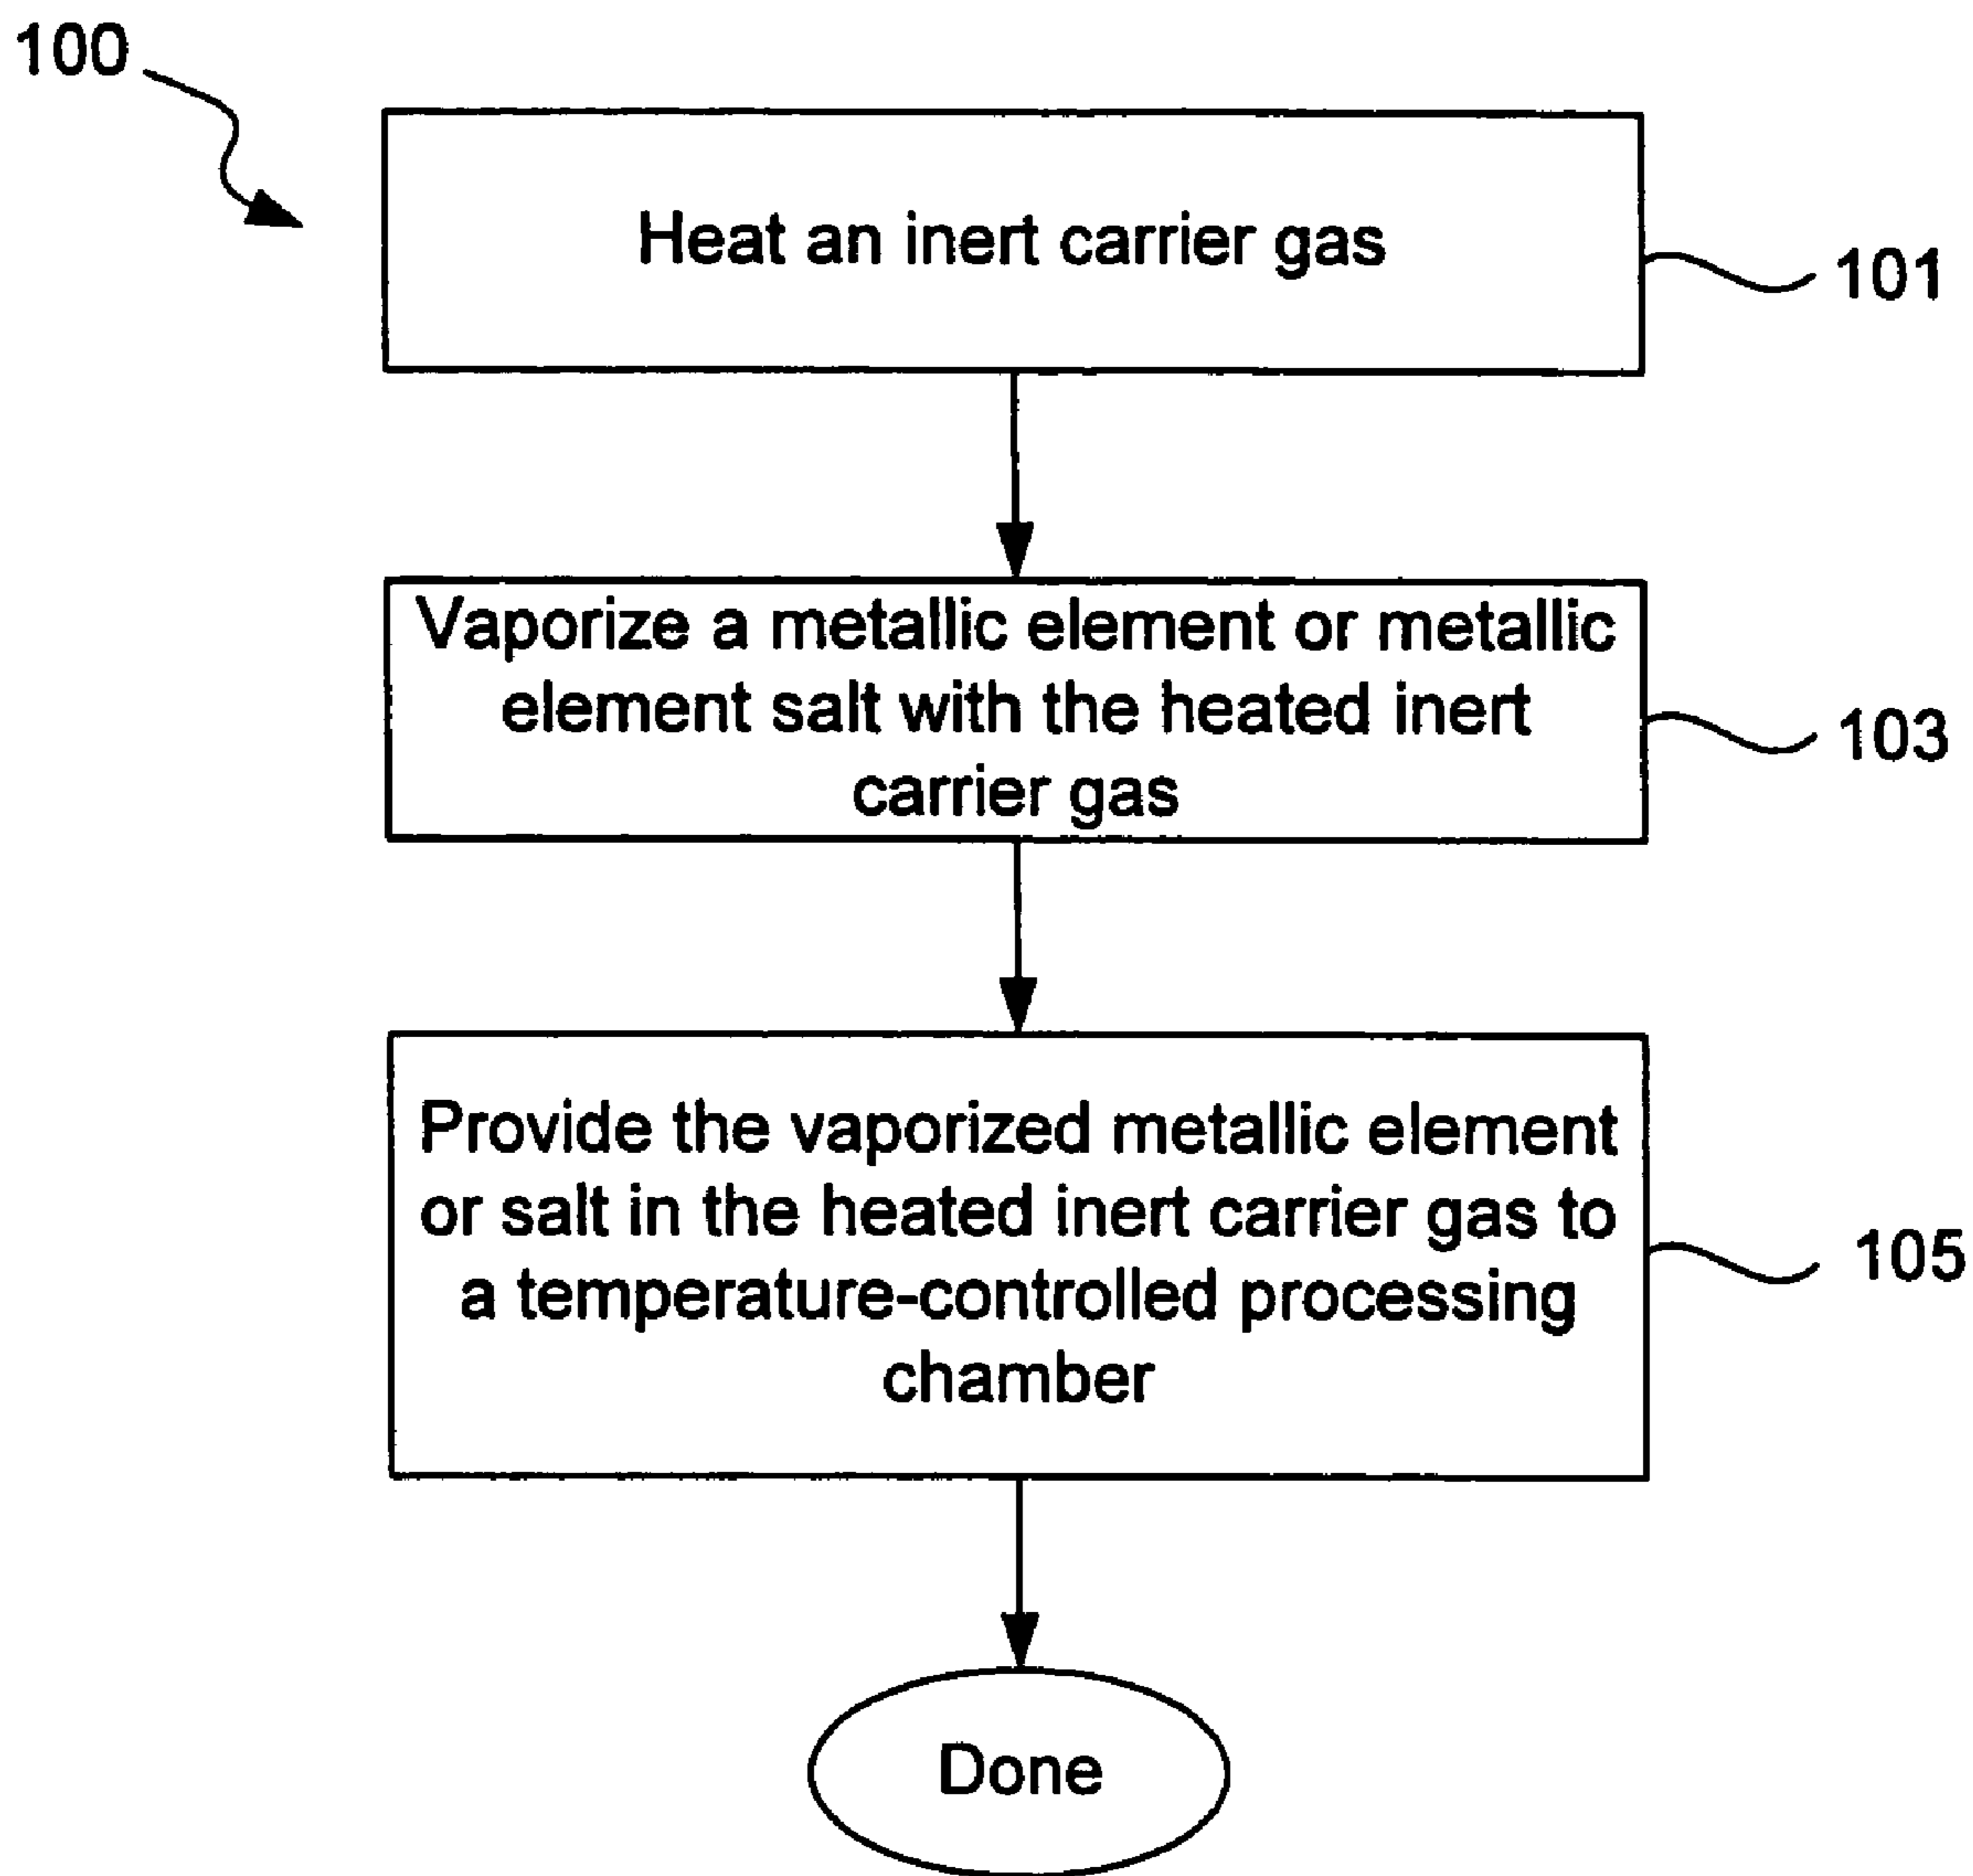 100
Heat an inert carrier gas
101
Vaporize a metallic element or metallic
element salt with the heated inert
carrier gas
103
Provide the vaporized metallic element
or salt in the heated inert carrier gas to
a temperature-controlled processing
chamber
105
Done